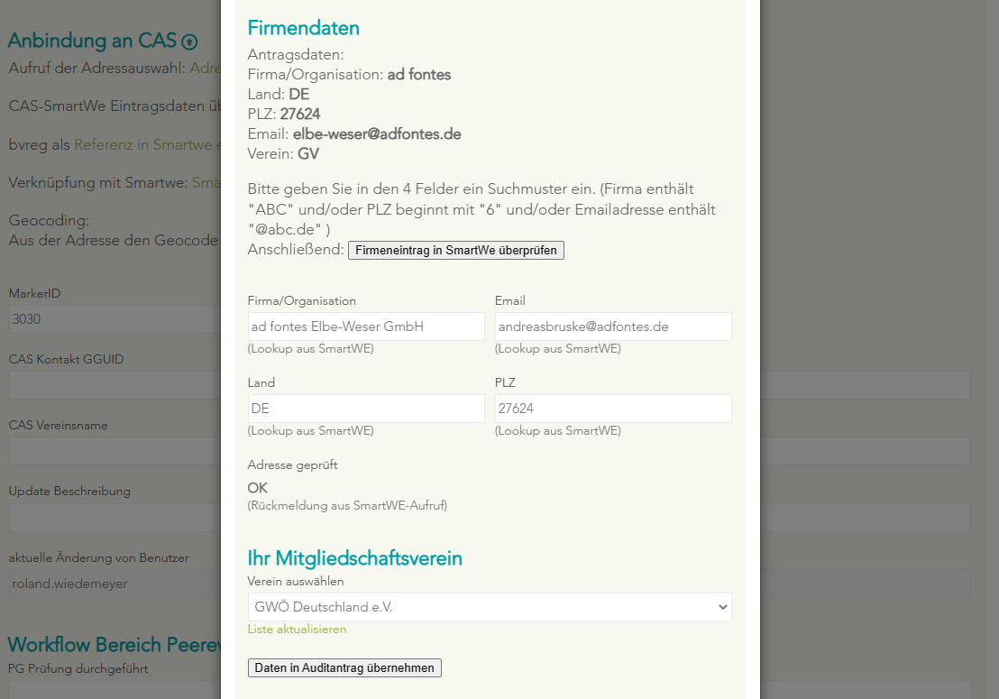 Anbindung an CAS
Aufruf der Adressauswahl: Adre
CAS-SmartWe Eintragsdaten üb
bvreg als Referenz in Smartwe e
Verknüpfung mit Smartwe: Sma
Geocoding:
Aus der Adresse den Geocode
MarkerID
3030
CAS Kontakt GGUID
CAS Vereinsname
Update Beschreibung
aktuelle Änderung von Benutzer
roland.wiedemeyer
Workflow Bereich Peerev
PG Prüfung durchgeführt
Firmendaten
Antragsdaten:
Firma/Organisation: ad fontes
Land: DE
PLZ: 27624
Email: elbe-weser@adfontes.de
Verein: GV
Bitte geben Sie in den 4 Felder ein Suchmuster ein. (Firma enthält
"ABC" und/oder PLZ beginnt mit "6" und/oder Emailadresse enthält
"@abc.de" )
Anschließend: Firmeneintrag in SmartWe überprüfen
Firma/Organisation Email
ad fontes Elbe-Weser GmbH andreasbruske@adfontes.de
(Lookup aus SmartWE) (Lookup aus SmartWE)
Land PLZ
DE 27624
(Lookup aus SmartWE) (Lookup aus SmartWE)
Adresse geprüft
OK
(Rückmeldung aus SmartWE-Aufruf)
Ihr Mitgliedschaftsverein
Verein auswählen
GWÖ Deutschland e.V.
Liste aktualisieren
Daten in Auditantrag übernehmen